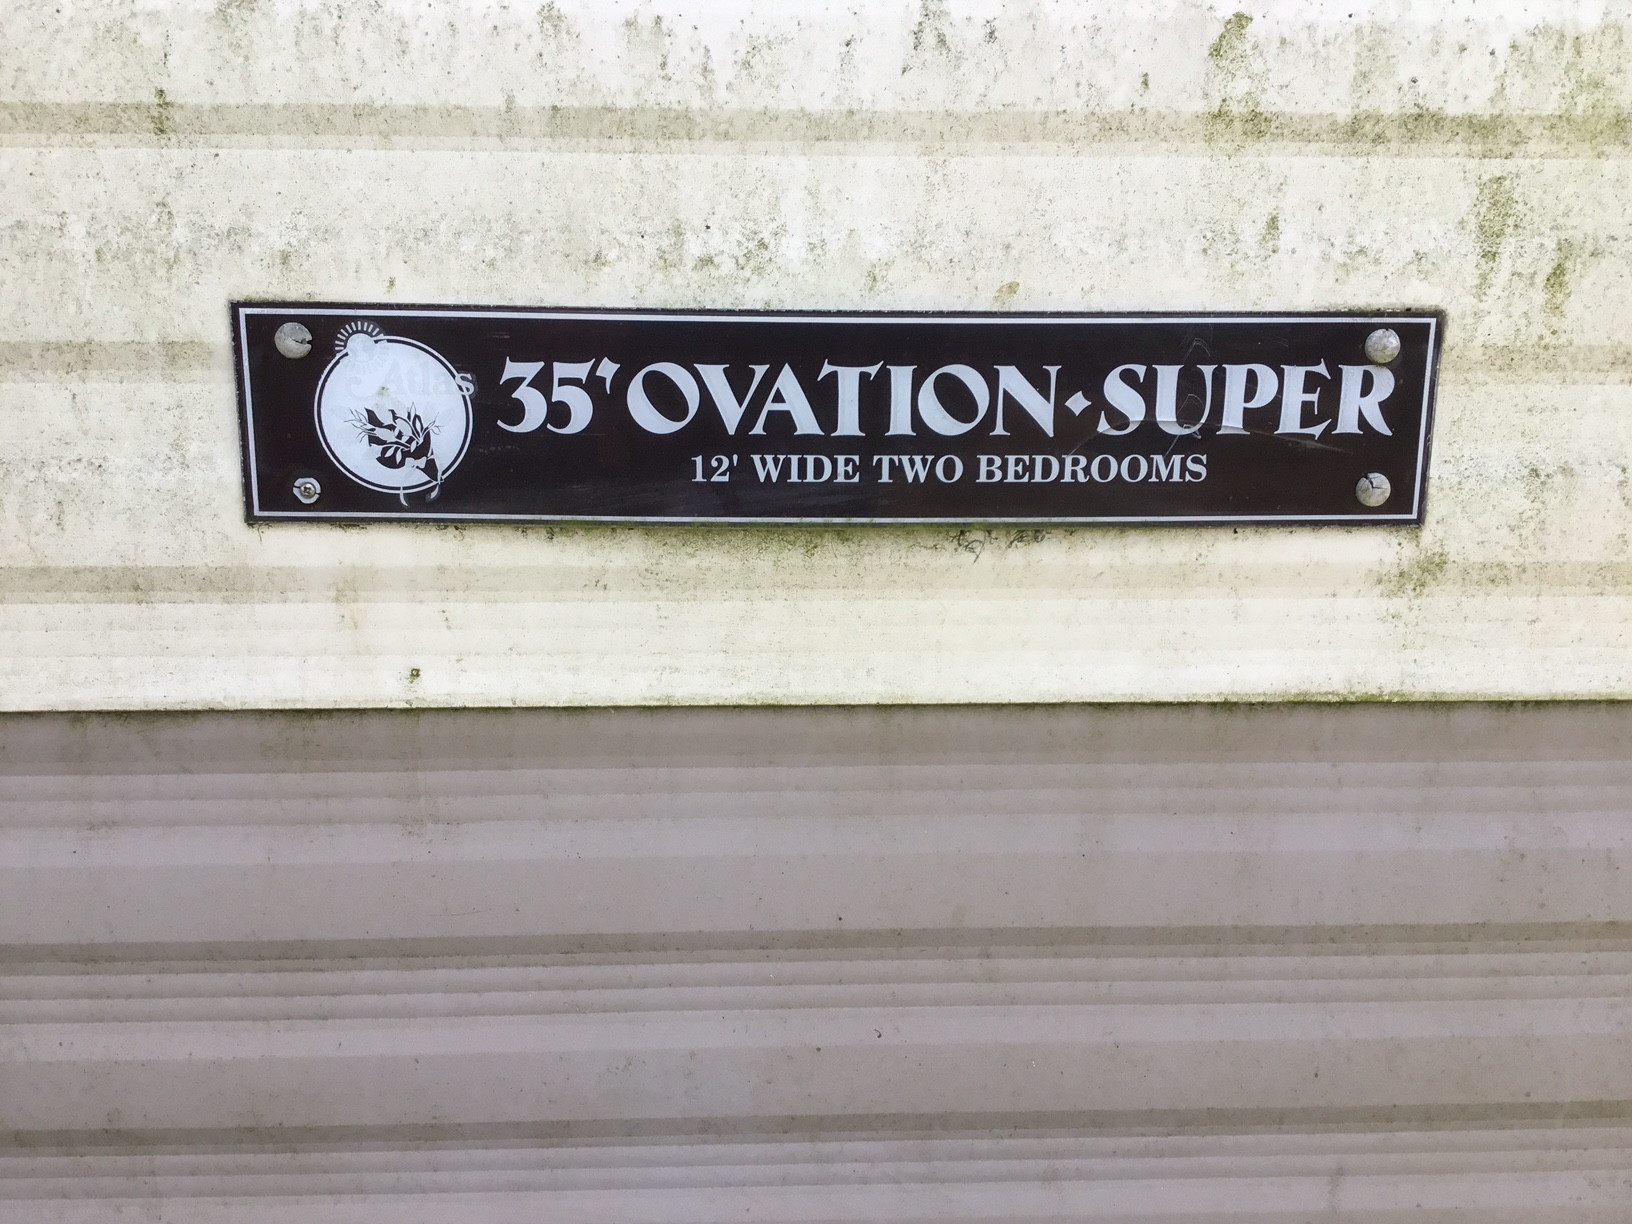 Atlas
35' OVATION·SUPER
12' WIDE TWO BEDROOMS